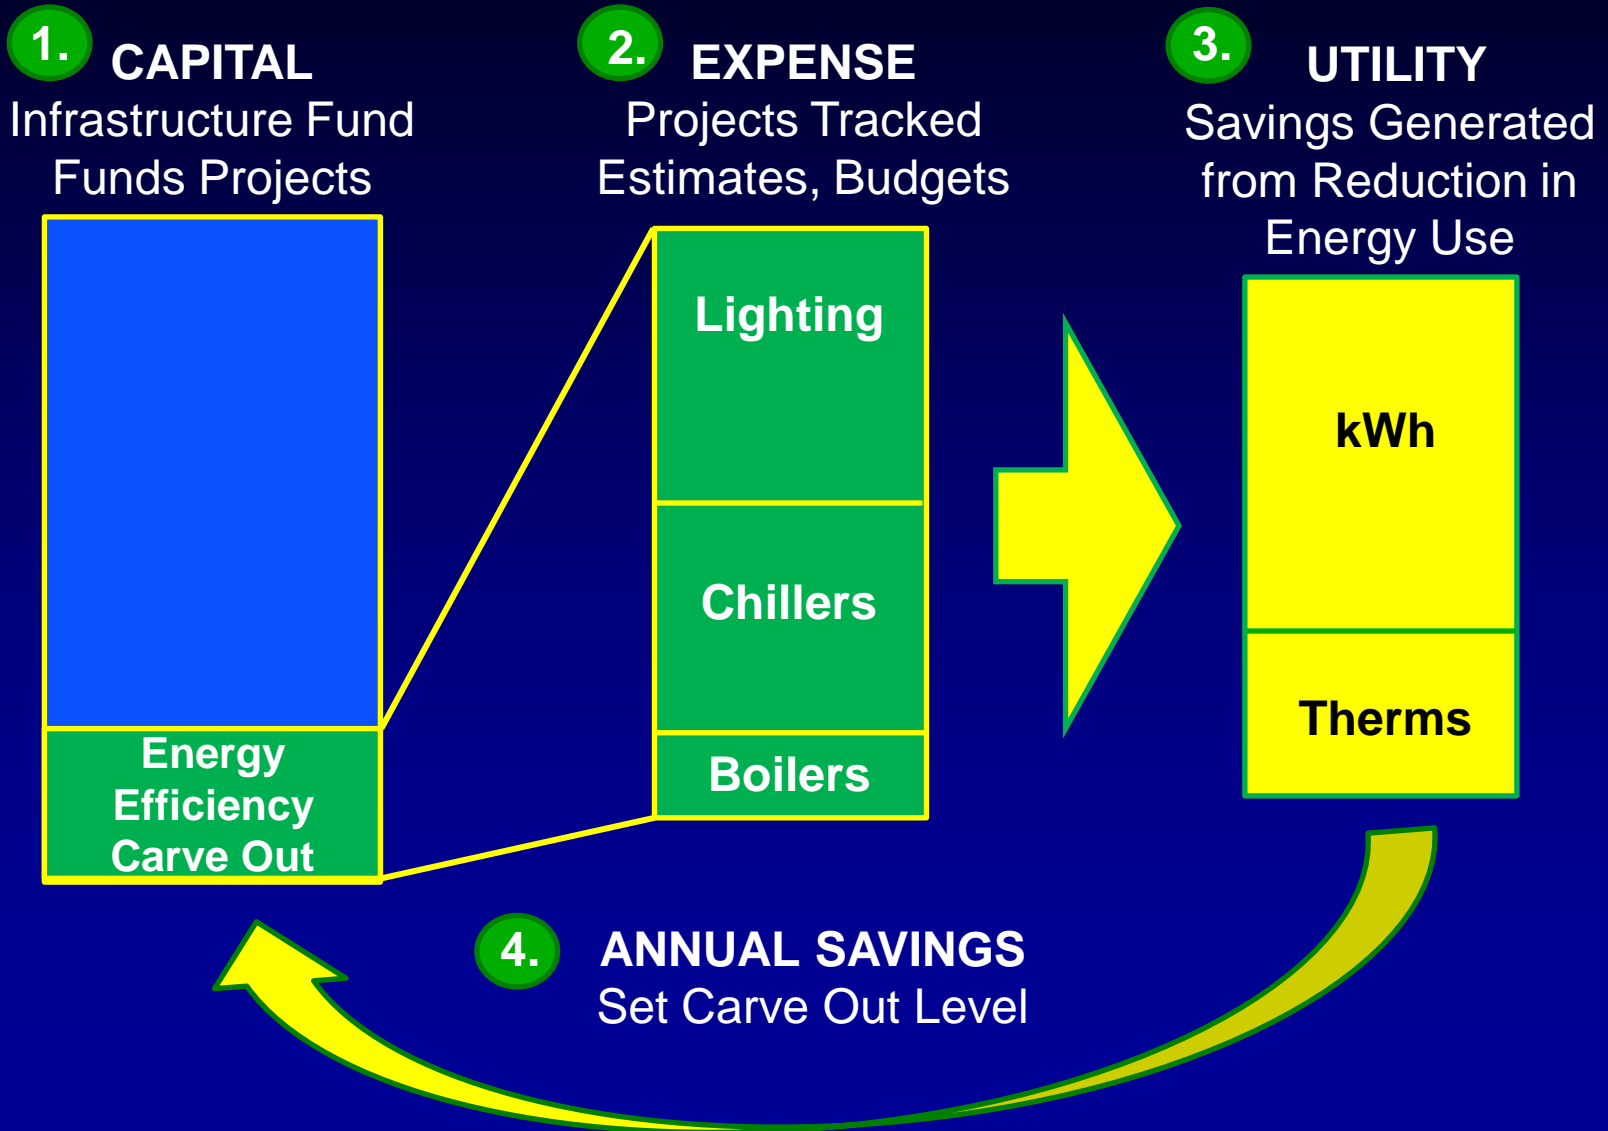 1.
CAPITAL
Infrastructure Fund
Funds Projects
Energy
Efficiency
Carve Out
2.
EXPENSE
Projects Tracked
Estimates, Budgets
Lighting
Chillers
Boilers
3.
UTILITY
Savings Generated
from Reduction in
Energy Use
kWh
Therms
4.
ANNUAL SAVINGS
Set Carve Out Level